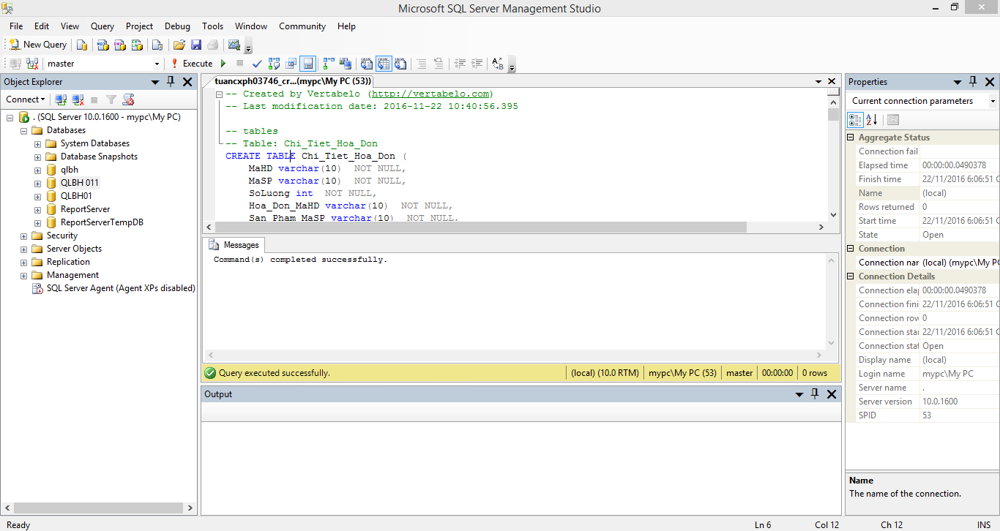 Microsoft SQL Server Management Studio
File Edit View Query Project Debug Tools Window Community Help
New Query
master Execute
Object Explorer
Connect
. (SQL Server 10.0.1600 - mypc\My PC)
Databases
System Databases
Database Snapshots
qlbh
QLBH 011
QLBH01
ReportServer
ReportServerTempDB
Security
Server Objects
Replication
Management
SQL Server Agent (Agent XPs disabled)
tuancxph03746_cr...(mypc\My PC (53))
-- Created by Vertabelo (http://vertabelo.com)
-- Last modification date: 2016-11-22 10:40:56.395
-- tables
-- Table: Chi_Tiet_Hoa_Don
CREATE TABLE Chi_Tiet_Hoa_Don (
MaHD varchar(10) NOT NULL,
MaSP varchar(10) NOT NULL,
SoLuong int NOT NULL,
Hoa_Don_MaHD varchar(10) NOT NULL,
San_Pham_MaSP varchar(10) NOT NULL,
Messages
Command(s) completed successfully.
Query executed successfully. (local) (10.0 RTM) mypc\My PC (53) master 00:00:00 0 rows
Output
Properties
Current connection parameters
Aggregate Status
Connection fail
Elapsed time 00:00:00.0490378
Finish time 22/11/2016 6:06:51 C
Name (local)
Rows returned 0
Start time 22/11/2016 6:06:51 C
State Open
Connection
Connection nar (local) (mypc\My PC
Connection Details
Connection elap 00:00:00.0490378
Connection fini 22/11/2016 6:06:51 C
Connection row 0
Connection star 22/11/2016 6:06:51 C
Connection stat Open
Display name (local)
Login name mypc\My PC
Server name .
Server version 10.0.1600
SPID 53
Name
The name of the connection.
Ready Ln 6 Col 12 Ch 12 INS